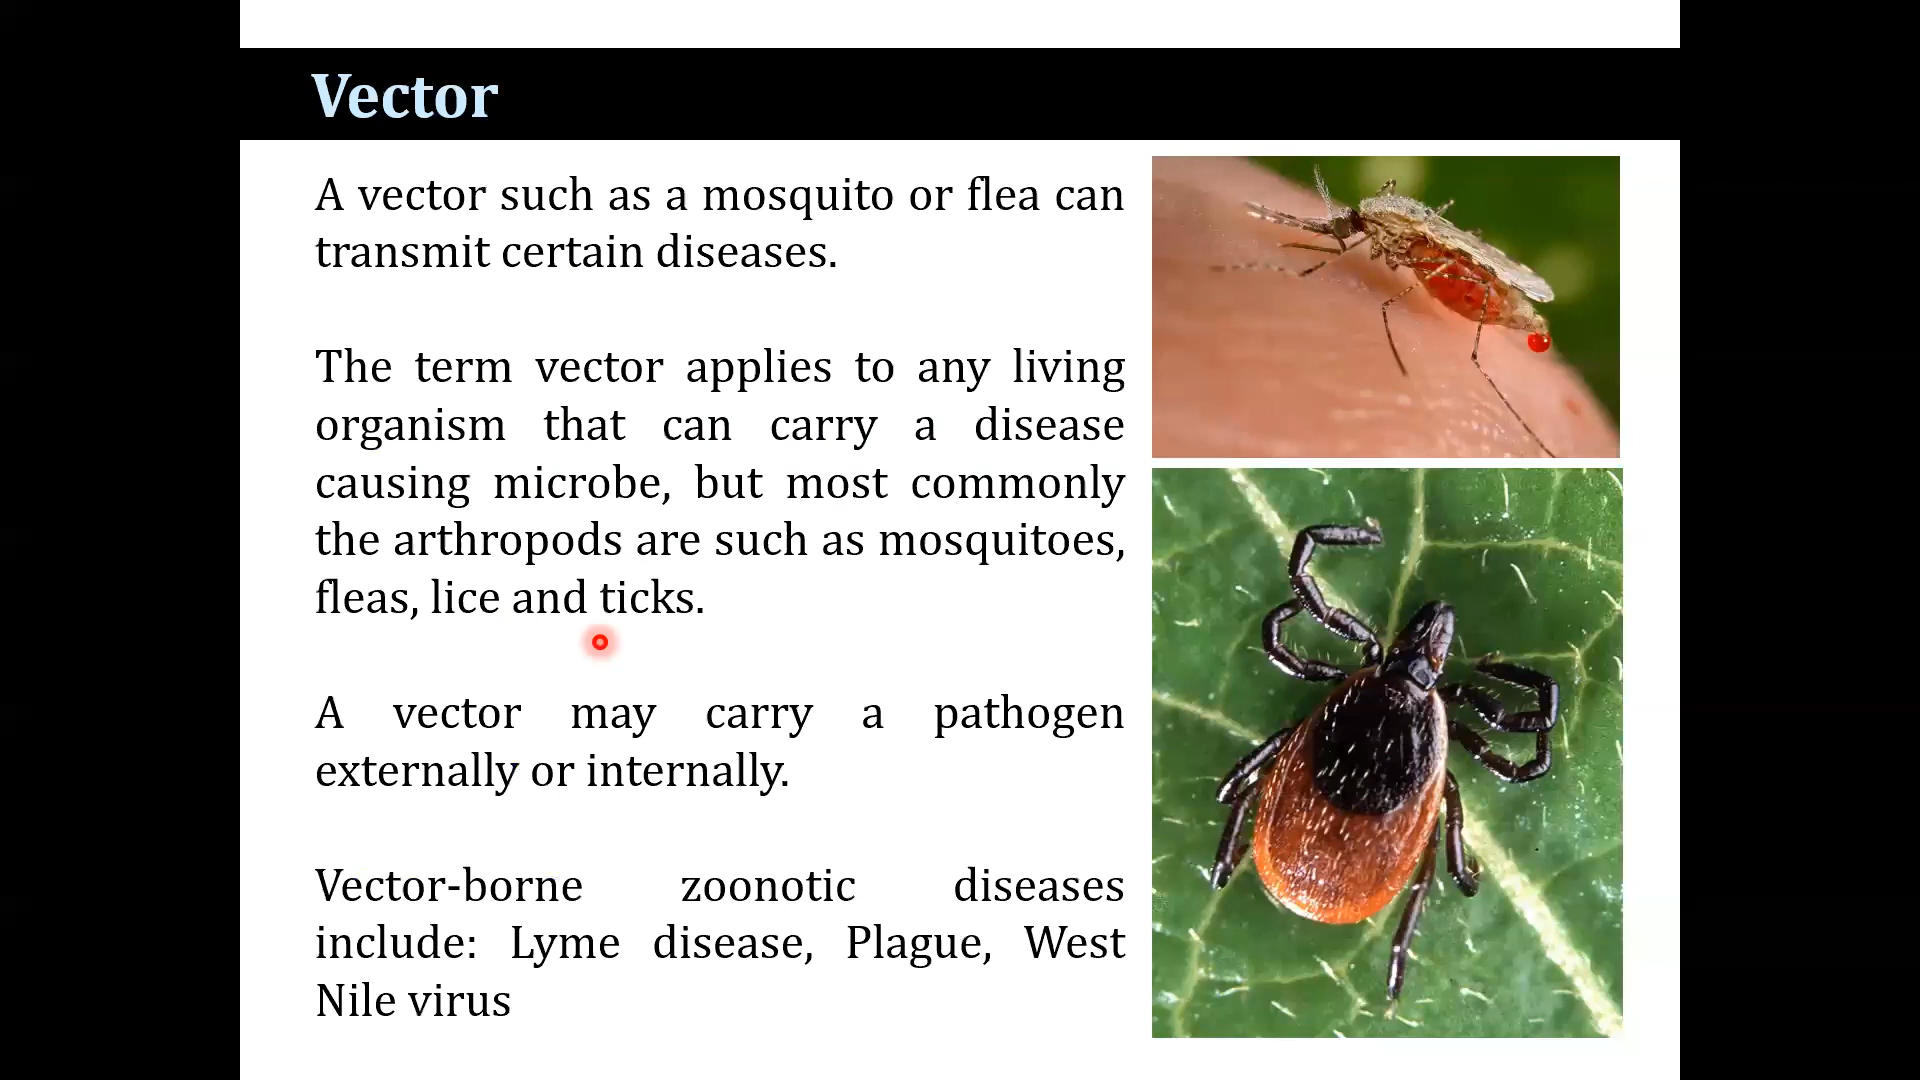 Vector
A vector such as a mosquito or flea can
transmit certain diseases.
The term vector applies to any living
organism that can carry a disease
causing microbe, but most commonly
the arthropods are such as mosquitoes,
fleas, lice and ticks.
A vector may carry a pathogen
externally or internally.
Vector-borne zoonotic diseases
include: Lyme disease, Plague, West
Nile virus